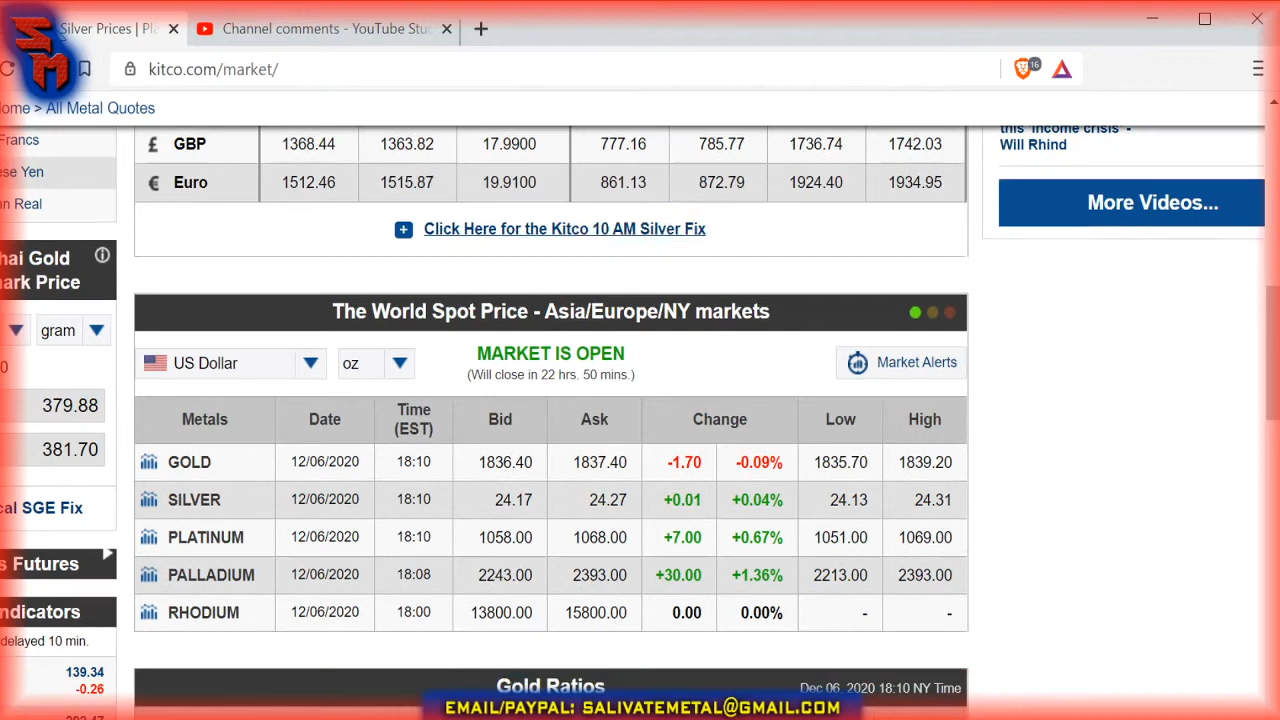 SM
Silver Prices | Pl
Channel comments - YouTube Stu
kitco.com/market/
16
ome > All Metal Quotes
Francs
ese Yen
an Real
£ GBP 1368.44 1363.82 17.9900 777.16 785.77 1736.74 1742.03
€ Euro 1512.46 1515.87 19.9100 861.13 872.79 1924.40 1934.95
Click Here for the Kitco 10 AM Silver Fix
this 'income crisis' -
Will Rhind
More Videos...
hai Gold
mark Price
gram
0
379.88
381.70
cal SGE Fix
s Futures
ndicators
delayed 10 min.
139.34
-0.26
The World Spot Price - Asia/Europe/NY markets
US Dollar oz
MARKET IS OPEN
(Will close in 22 hrs. 50 mins.)
Market Alerts
Metals Date Time (EST) Bid Ask Change Low High
GOLD 12/06/2020 18:10 1836.40 1837.40 -1.70 -0.09% 1835.70 1839.20
SILVER 12/06/2020 18:10 24.17 24.27 +0.01 +0.04% 24.13 24.31
PLATINUM 12/06/2020 18:10 1058.00 1068.00 +7.00 +0.67% 1051.00 1069.00
PALLADIUM 12/06/2020 18:08 2243.00 2393.00 +30.00 +1.36% 2213.00 2393.00
RHODIUM 12/06/2020 18:00 13800.00 15800.00 0.00 0.00% - -
Gold Ratios
Dec 06, 2020 18:10 NY Time
EMAIL/PAYPAL: SALIVATEMETAL@GMAIL.COM